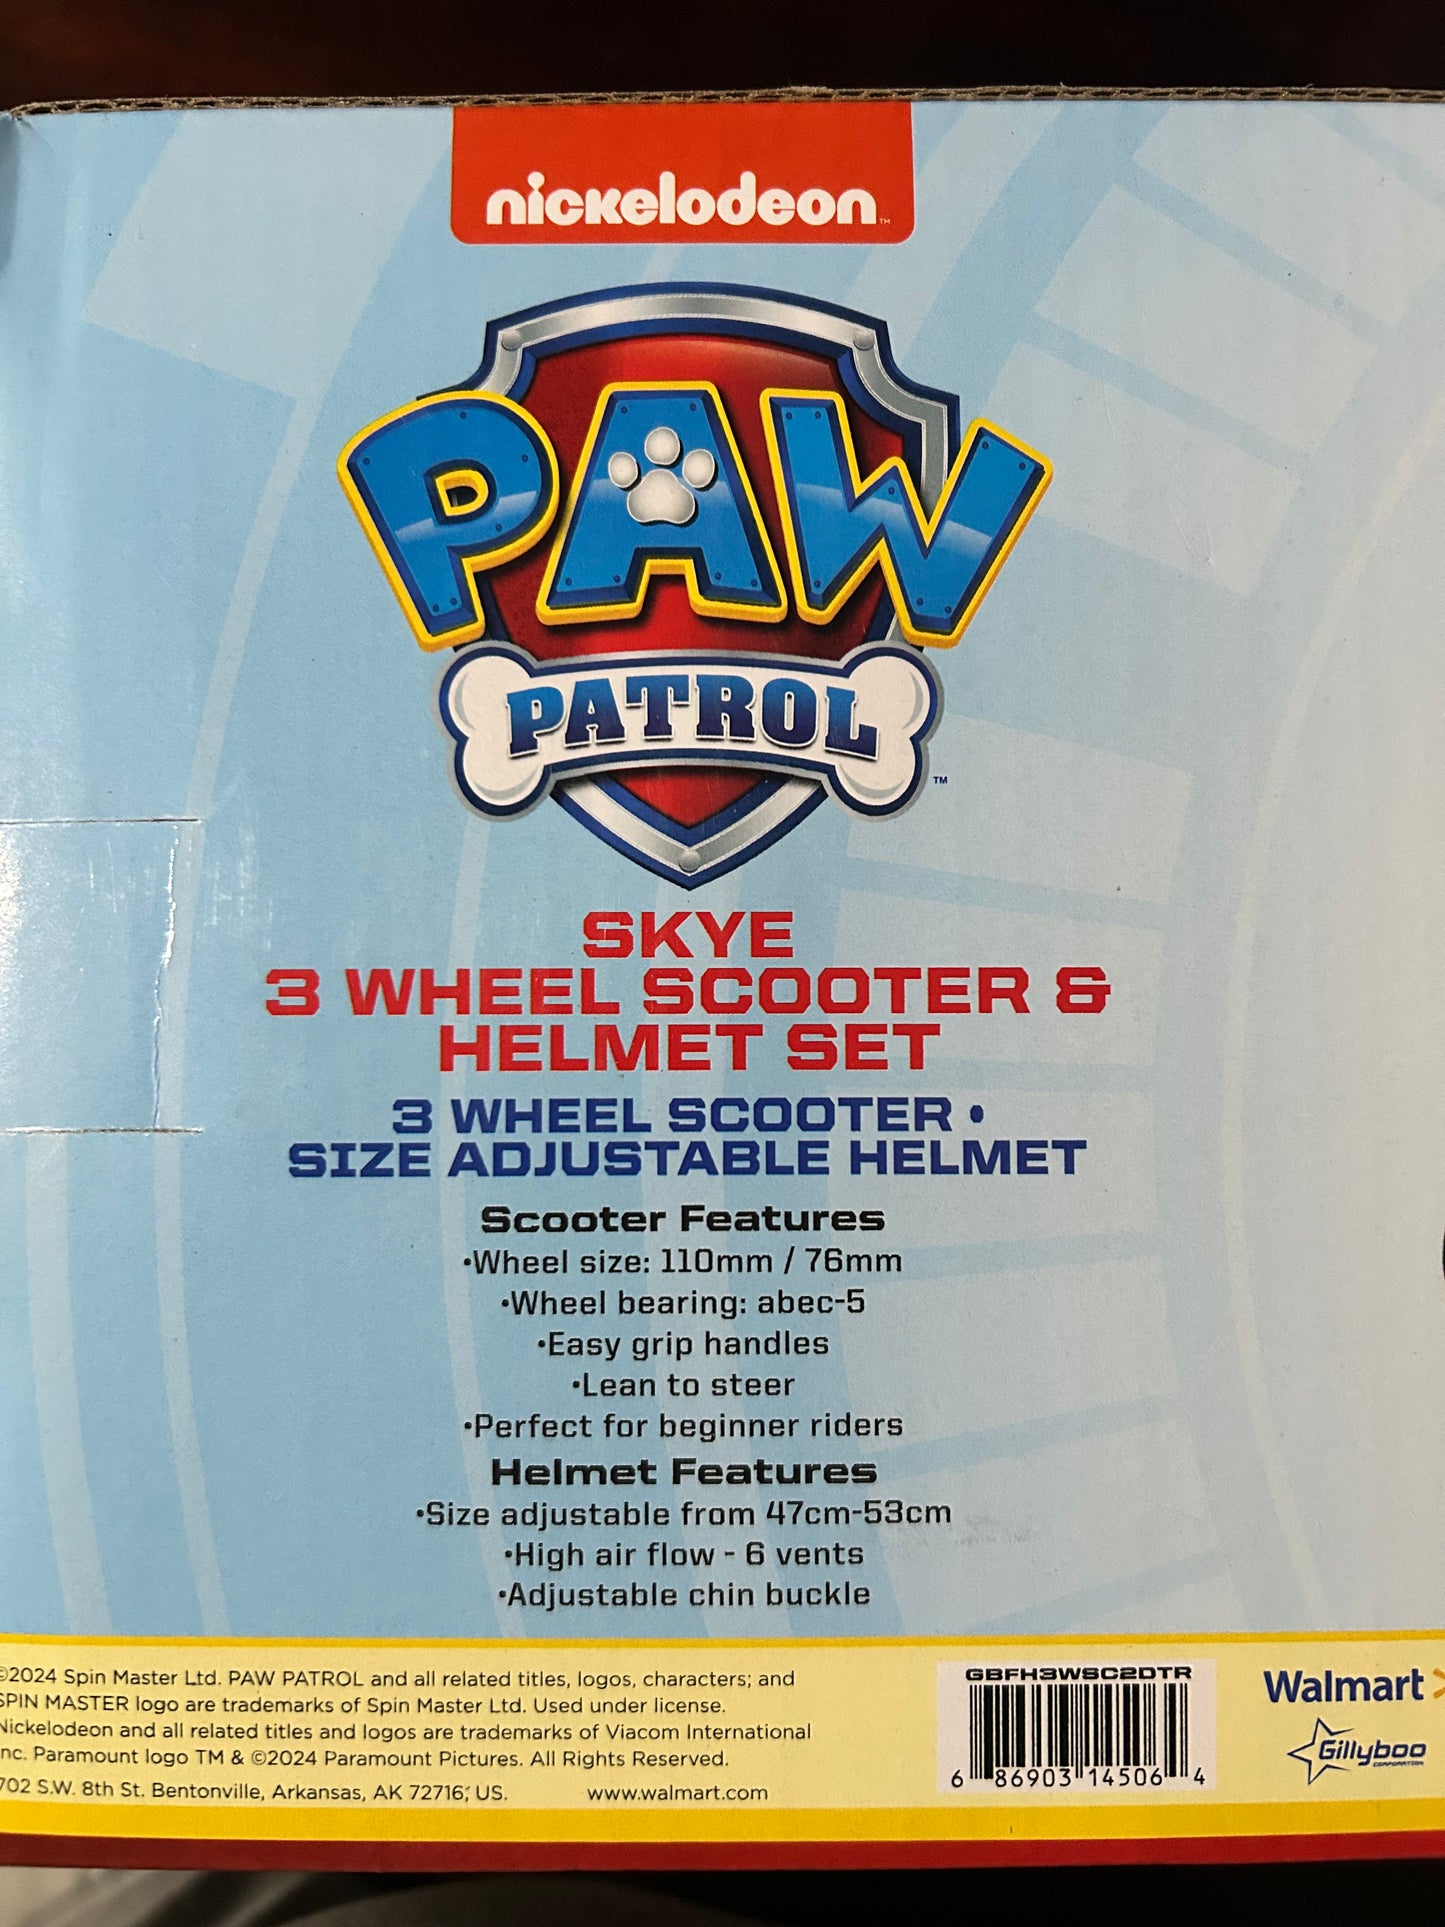 nickelodeon™
PAW
PATROL™
SKYE
3 WHEEL SCOOTER &
HELMET SET
3 WHEEL SCOOTER •
SIZE ADJUSTABLE HELMET
Scooter Features
•Wheel size: 110mm / 76mm
•Wheel bearing: abec-5
•Easy grip handles
•Lean to steer
•Perfect for beginner riders
Helmet Features
•Size adjustable from 47cm-53cm
•High air flow - 6 vents
•Adjustable chin buckle
©2024 Spin Master Ltd. PAW PATROL and all related titles, logos, characters; and
SPIN MASTER logo are trademarks of Spin Master Ltd. Used under license.
Nickelodeon and all related titles and logos are trademarks of Viacom International
nc. Paramount logo TM & ©2024 Paramount Pictures. All Rights Reserved.
702 S.W. 8th St. Bentonville, Arkansas, AK 72716; US. www.walmart.com
GBFH3WSC2DTR
6 86903 14506 4
Walmart
Gillyboo
CORPORATION